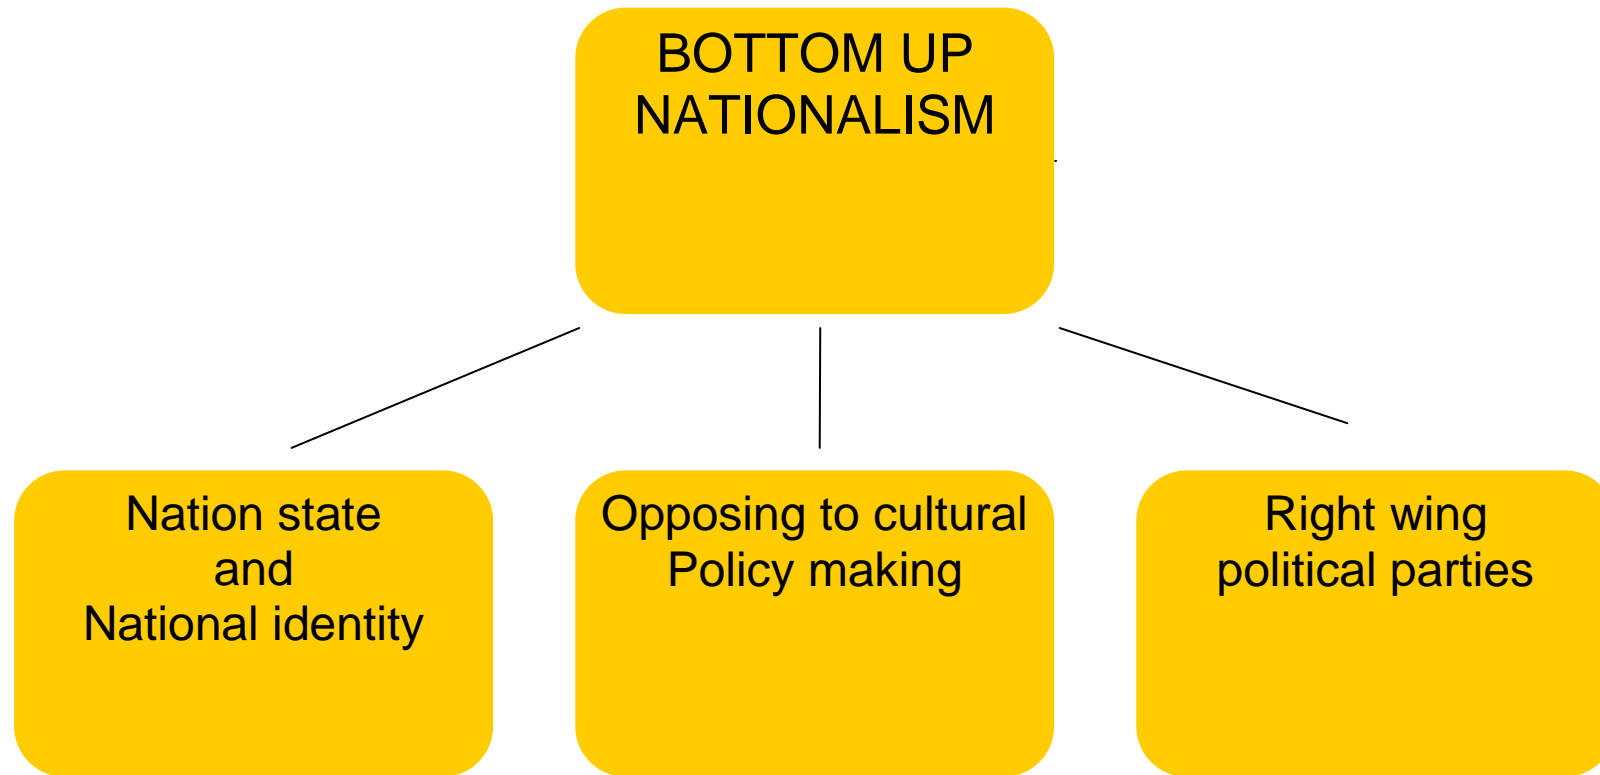 BOTTOM UP
NATIONALISM
Nation state
and
National identity
Opposing to cultural
Policy making
Right wing
political parties